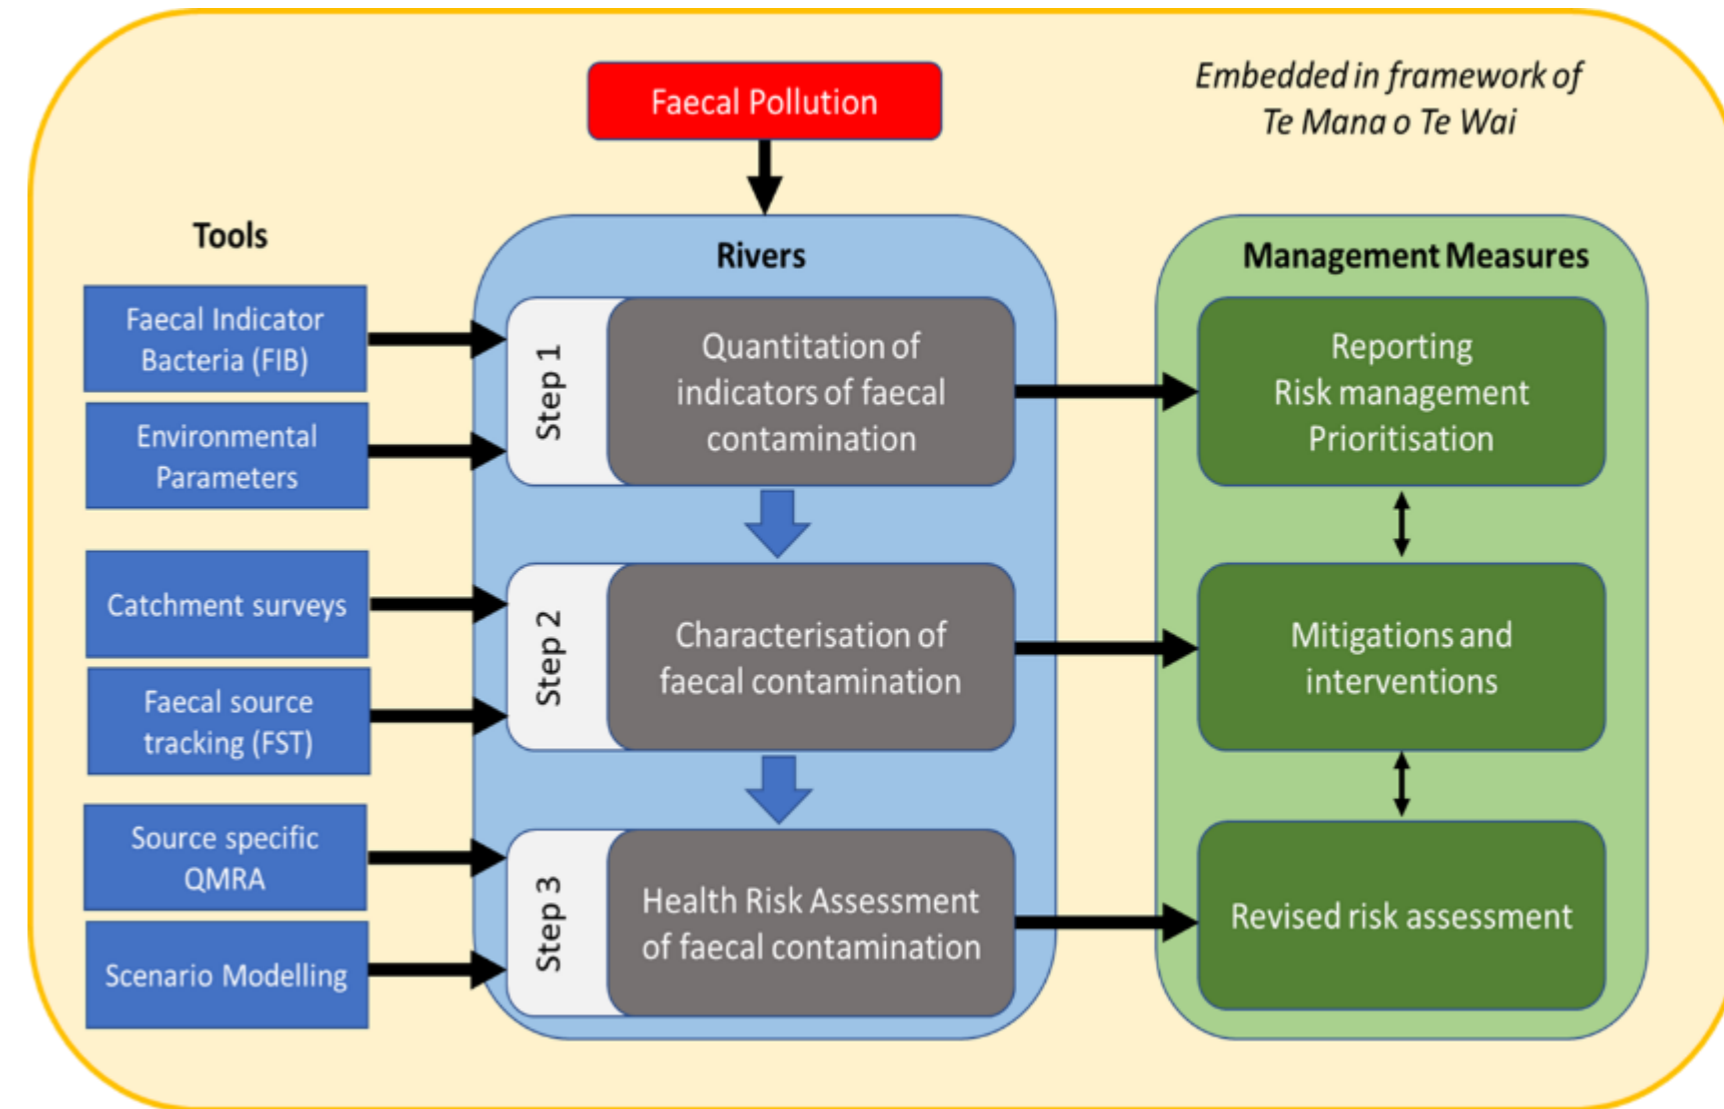 Faecal Pollution
Embedded in framework of
Te Mana o Te Wai
Tools
Faecal Indicator
Bacteria (FIB)
Environmental
Parameters
Catchment surveys
Faecal source
tracking (FST)
Source specific
QMRA
Scenario Modelling
Rivers
Step 1
Quantitation of
indicators of faecal
contamination
Step 2
Characterisation of
faecal contamination
Step 3
Health Risk Assessment
of faecal contamination
Management Measures
Reporting
Risk management
Prioritisation
Mitigations and
interventions
Revised risk assessment